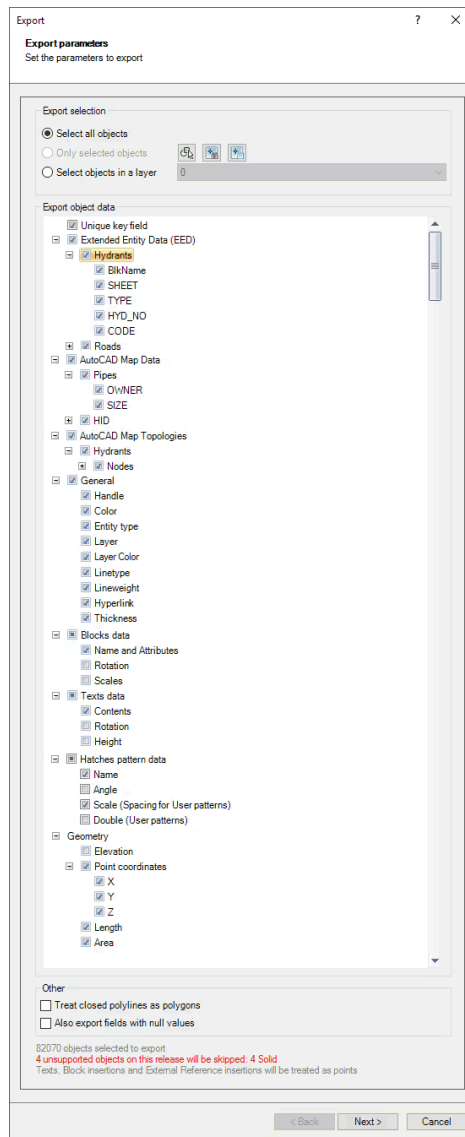 Export
?
Export parameters
Set the parameters to export
Export selection
Select all objects
Only selected objects
Select objects in a layer
0
Export object data
Unique key field
Extended Entity Data (EED)
Hydrants
BlkName
SHEET
TYPE
HYD_NO
CODE
Roads
AutoCAD Map Data
Pipes
OWNER
SIZE
HID
AutoCAD Map Topologies
Hydrants
Nodes
General
Handle
Color
Entity type
Layer
Layer Color
Linetype
Lineweight
Hyperlink
Thickness
Blocks data
Name and Attributes
Rotation
Scales
Texts data
Contents
Rotation
Height
Hatches pattern data
Name
Angle
Scale (Spacing for User patterns)
Double (User patterns)
Geometry
Elevation
Point coordinates
X
Y
Z
Length
Area
Other
Treat closed polylines as polygons
Also export fields with null values
82070 objects selected to export
4 unsupported objects on this release will be skipped: 4 Solid
Texts, Block insertions and External Reference insertions will be treated as points
< Back Next > Cancel